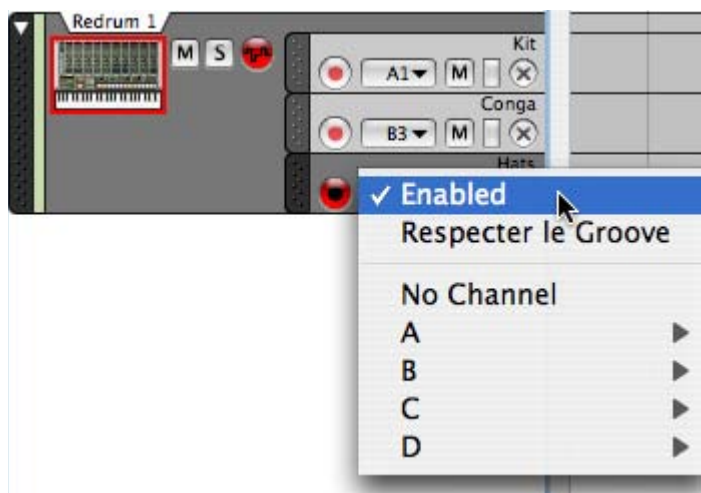 Redrum 1
M S
Kit
A1 M
Conga
B3 M
Hats
✓ Enabled
Respecter le Groove
No Channel
A
B
C
D